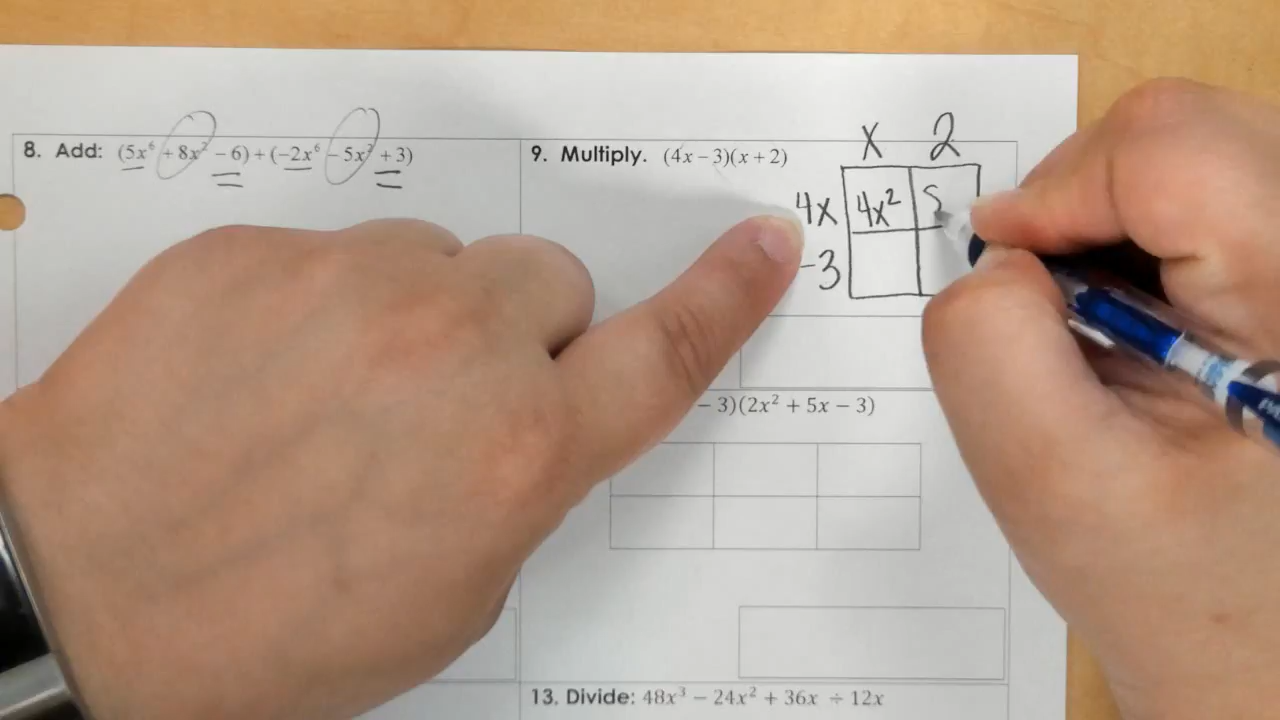 8. Add: (5x⁶ + 8x² − 6) + (−2x⁶ − 5x² + 3)
9. Multiply. (4x − 3)(x + 2)
x 2
4x 4x²
−3
− 3)(2x² + 5x − 3)
13. Divide: 48x³ − 24x² + 36x ÷ 12x